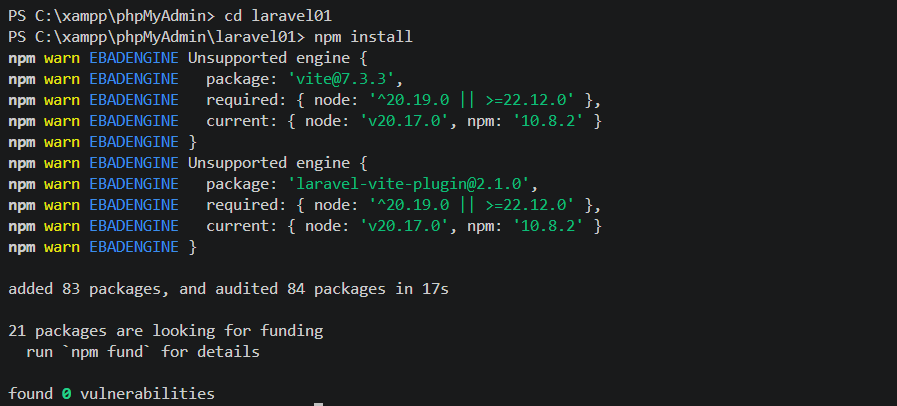 PS C:\xampp\phpMyAdmin> cd laravel01
PS C:\xampp\phpMyAdmin\laravel01> npm install
npm warn EBADENGINE Unsupported engine {
npm warn EBADENGINE   package: 'vite@7.3.3',
npm warn EBADENGINE   required: { node: '^20.19.0 || >=22.12.0' },
npm warn EBADENGINE   current: { node: 'v20.17.0', npm: '10.8.2' }
npm warn EBADENGINE }
npm warn EBADENGINE Unsupported engine {
npm warn EBADENGINE   package: 'laravel-vite-plugin@2.1.0',
npm warn EBADENGINE   required: { node: '^20.19.0 || >=22.12.0' },
npm warn EBADENGINE   current: { node: 'v20.17.0', npm: '10.8.2' }
npm warn EBADENGINE }
added 83 packages, and audited 84 packages in 17s
21 packages are looking for funding
  run `npm fund` for details
found 0 vulnerabilities